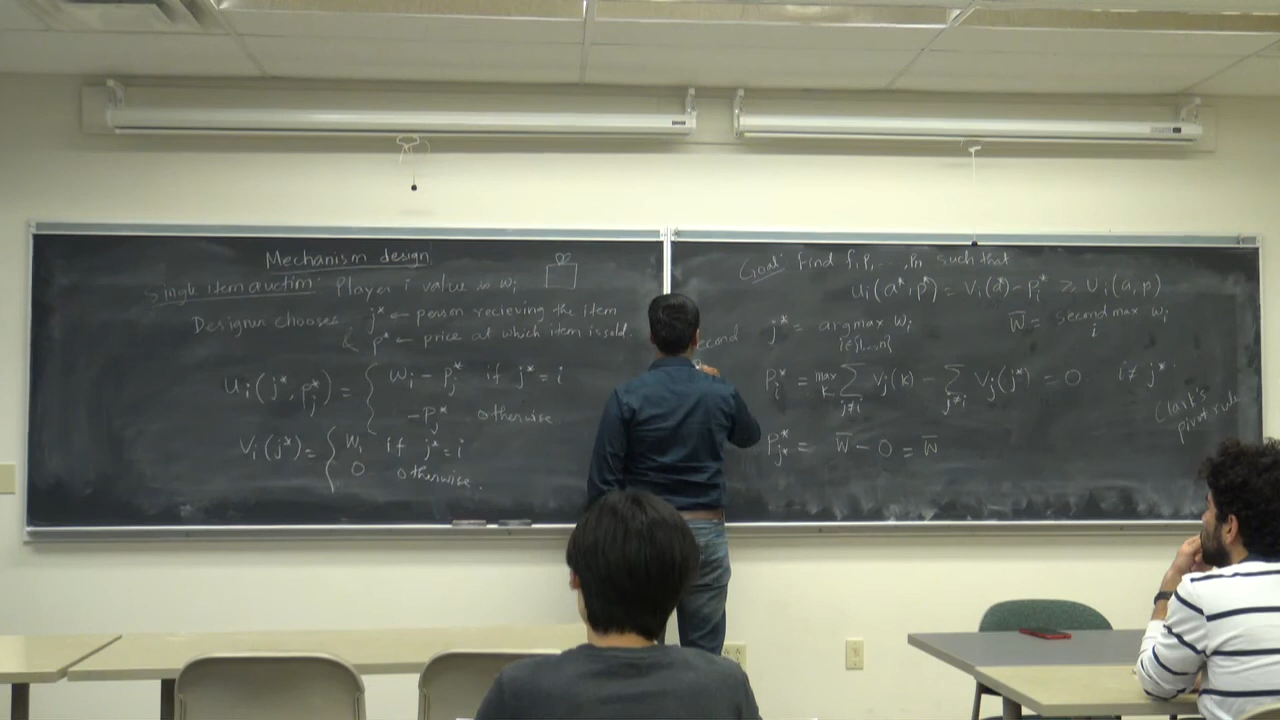 Mechanism design
Single item auction: Player i value is wᵢ
Designer chooses j* ← person recieving the item
& p* ← price at which item is sold.
uᵢ(j*, pⱼ*) = { wᵢ - pⱼ* if j* = i
-Pⱼ* otherwise
Vᵢ(j*) = { Wᵢ if j* = i
0 otherwise.
Goal: Find f, p, ..., pₙ such that
uᵢ(a*, p*) = Vᵢ(a) - pᵢ* ≥ Uᵢ(a, p)
second
j* = argmax wᵢ
i∈{1...n}
w̄ = second max wᵢ
i
Pᵢ* = max Σ Vⱼ(k) - Σ Vⱼ(j*) = 0 i ≠ j*
k j≠i j≠i
Clark's
pivot rule
Pⱼ** = w̄ - 0 = w̄